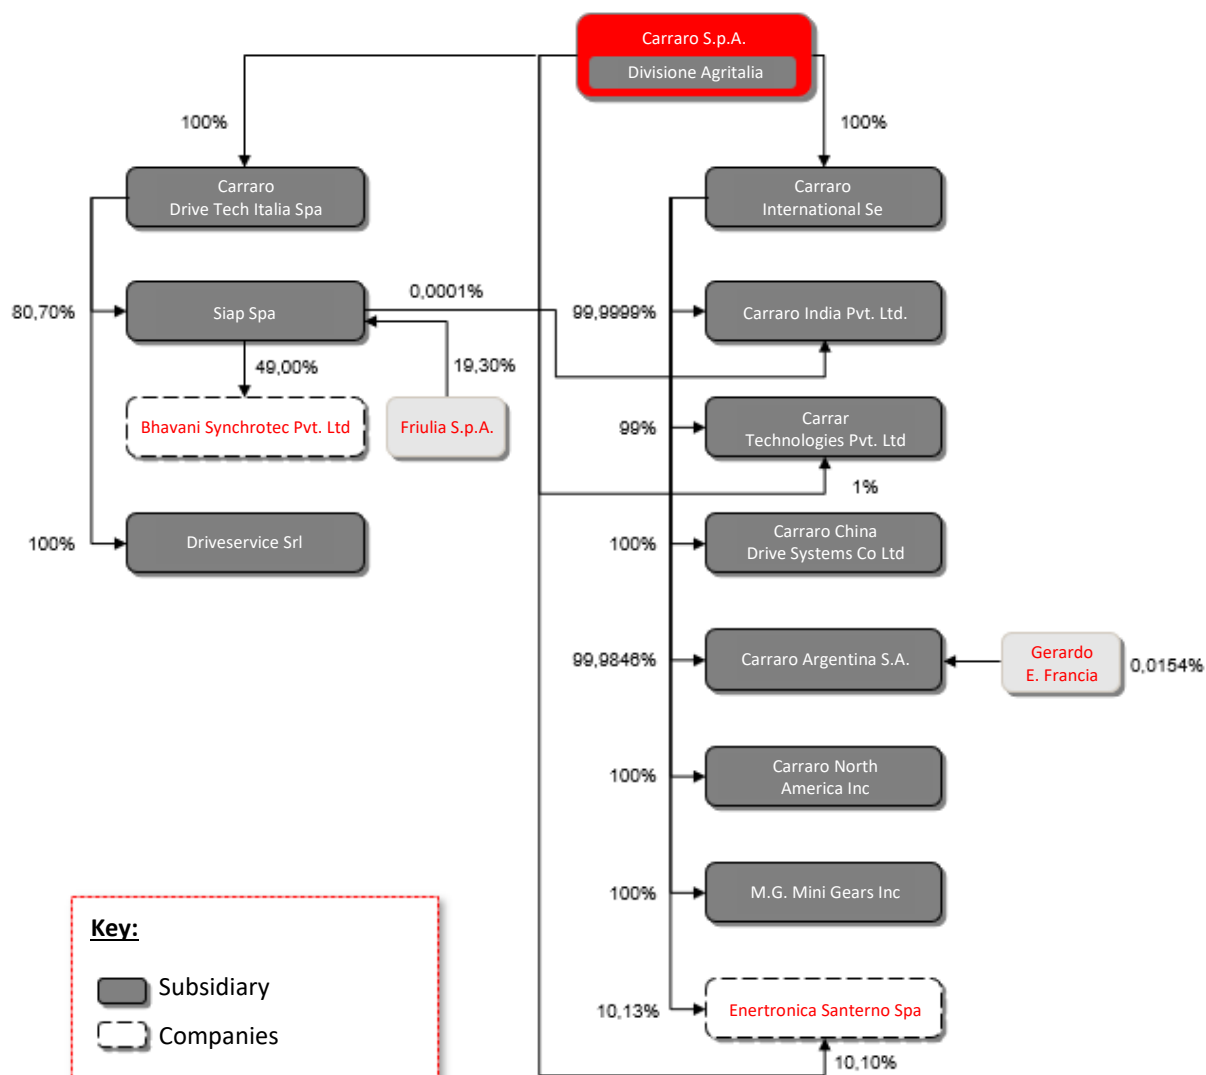 Carraro S.p.A.
Divisione Agritalia
100%
100%
Carraro
Drive Tech Italia Spa
Carraro
International Se
80,70%
Siap Spa
0,0001%
99,9999%
Carraro India Pvt. Ltd.
49,00%
19,30%
Bhavani Synchrotec Pvt. Ltd
Friulia S.p.A.
99%
Carrar
Technologies Pvt. Ltd
1%
100%
Driveservice Srl
100%
Carraro China
Drive Systems Co Ltd
99,9846%
Carraro Argentina S.A.
Gerardo
E. Francia
0,0154%
100%
Carraro North
America Inc
100%
M.G. Mini Gears Inc
Key:
Subsidiary
Companies
10,13%
Enertronica Santerno Spa
10,10%